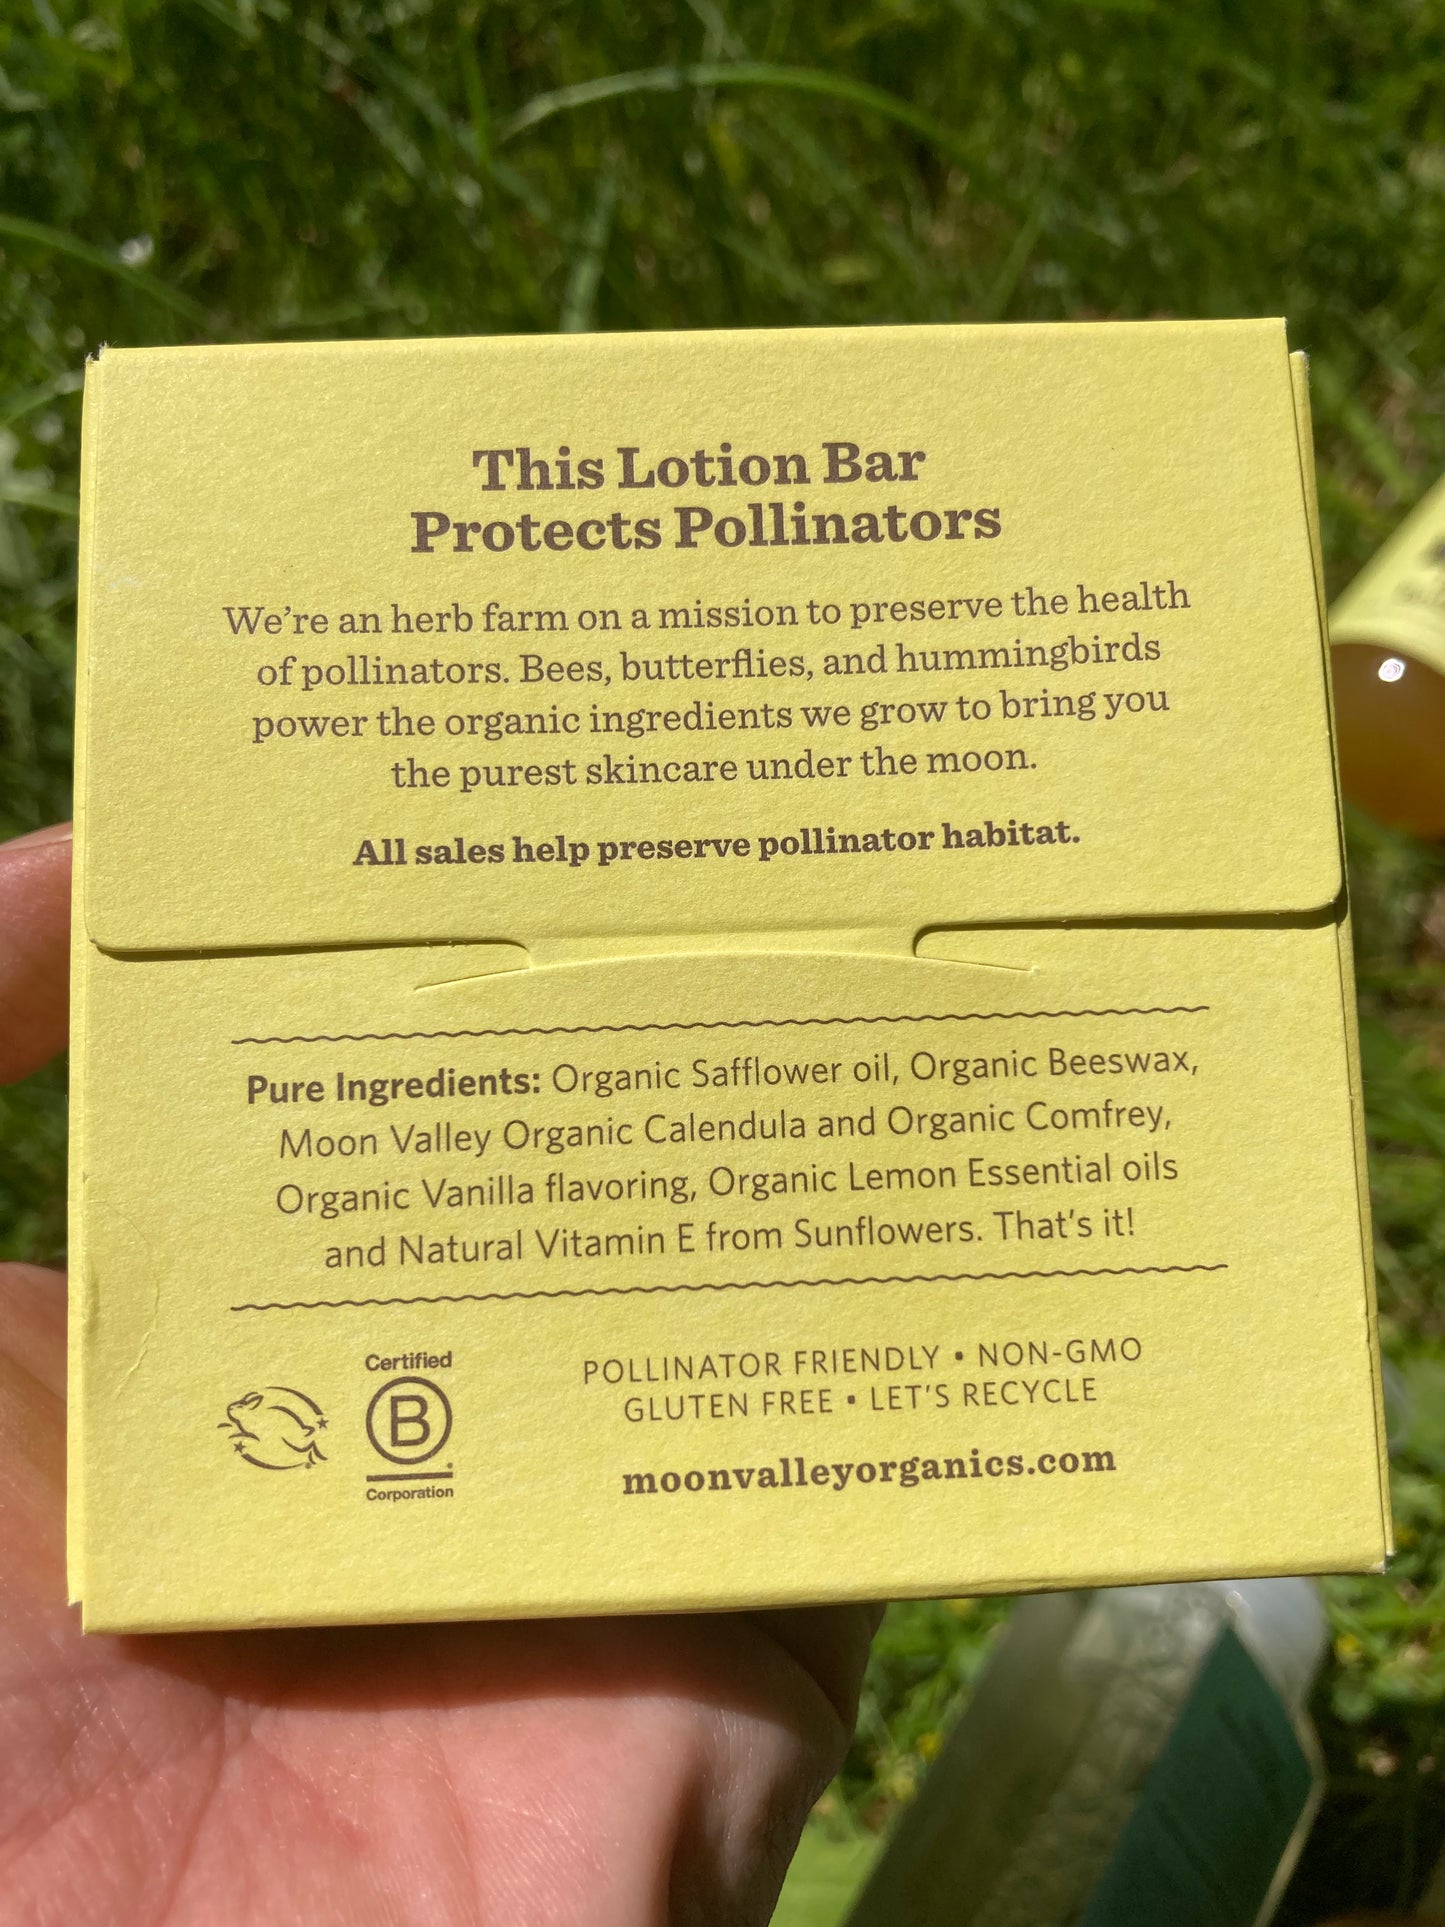 This Lotion Bar
Protects Pollinators
We're an herb farm on a mission to preserve the health
of pollinators. Bees, butterflies, and hummingbirds
power the organic ingredients we grow to bring you
the purest skincare under the moon.
All sales help preserve pollinator habitat.
Pure Ingredients: Organic Safflower oil, Organic Beeswax,
Moon Valley Organic Calendula and Organic Comfrey,
Organic Vanilla flavoring, Organic Lemon Essential oils
and Natural Vitamin E from Sunflowers. That's it!
Certified
B
Corporation
POLLINATOR FRIENDLY • NON-GMO
GLUTEN FREE • LET'S RECYCLE
moonvalleyorganics.com